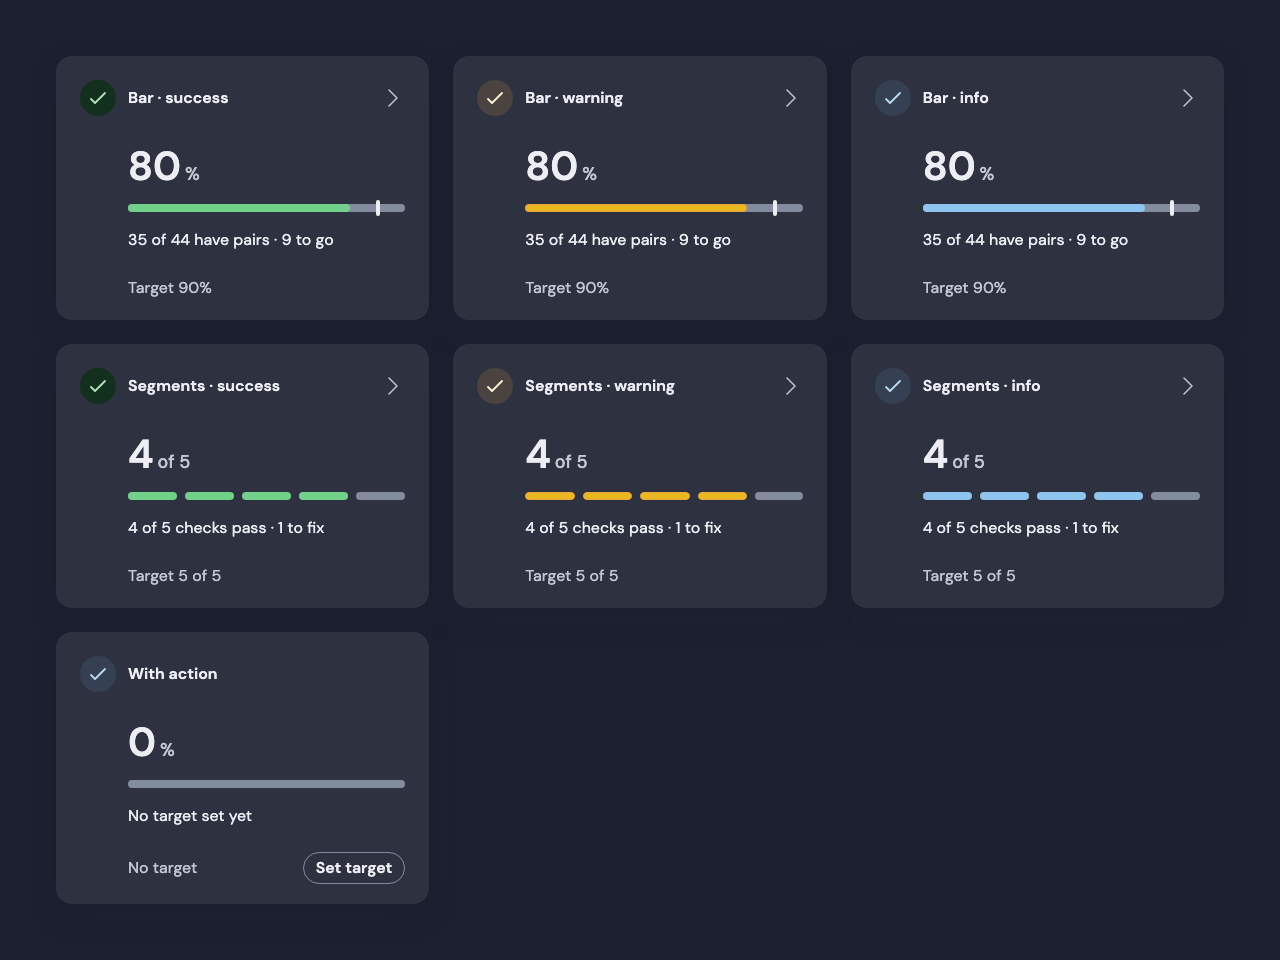 Bar · success
80 %
35 of 44 have pairs · 9 to go
Target 90%
Bar · warning
80 %
35 of 44 have pairs · 9 to go
Target 90%
Bar · info
80 %
35 of 44 have pairs · 9 to go
Target 90%
Segments · success
4 of 5
4 of 5 checks pass · 1 to fix
Target 5 of 5
Segments · warning
4 of 5
4 of 5 checks pass · 1 to fix
Target 5 of 5
Segments · info
4 of 5
4 of 5 checks pass · 1 to fix
Target 5 of 5
With action
0 %
No target set yet
No target
Set target